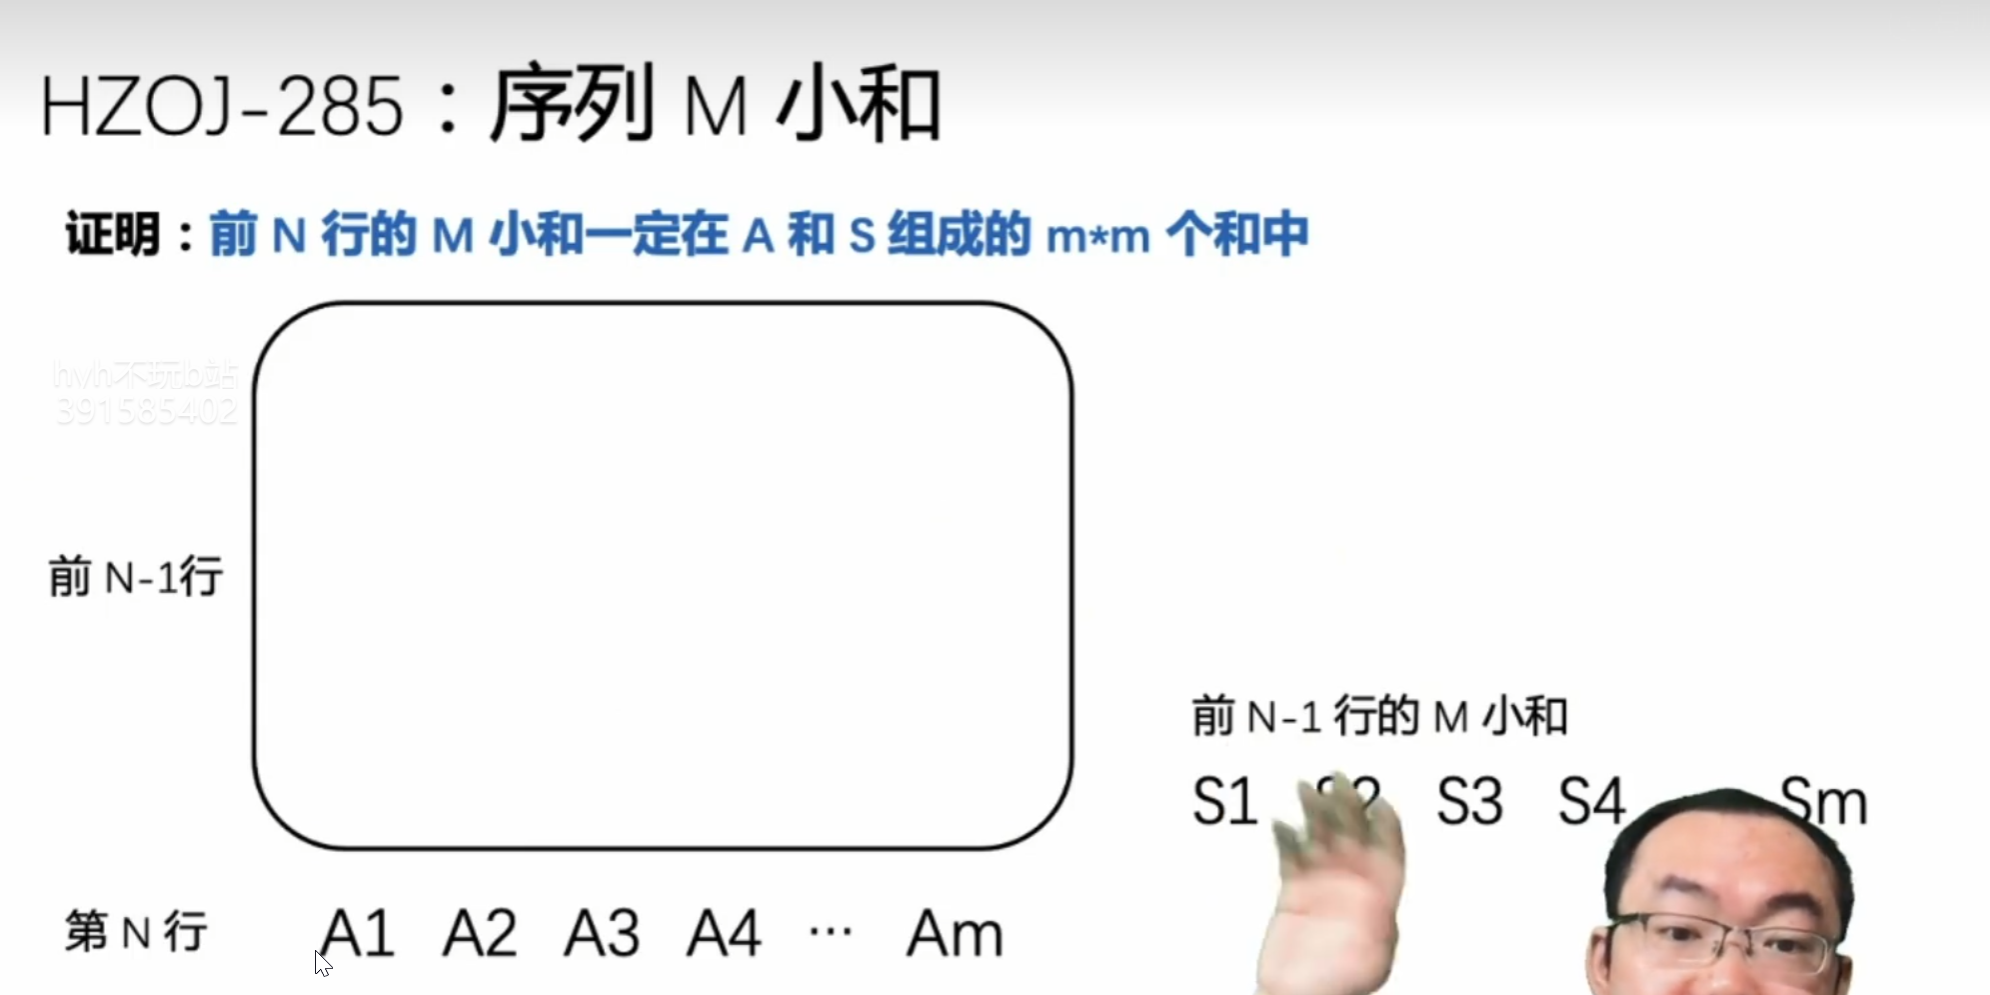 HZOJ-285：序列 M 小和
证明：前 N 行的 M 小和一定在 A 和 S 组成的 m*m 个和中
hyh不玩b站
391585402
前 N-1行
前 N-1 行的 M 小和
S1 S2 S3 S4 Sm
第 N 行 A1 A2 A3 A4 ··· Am